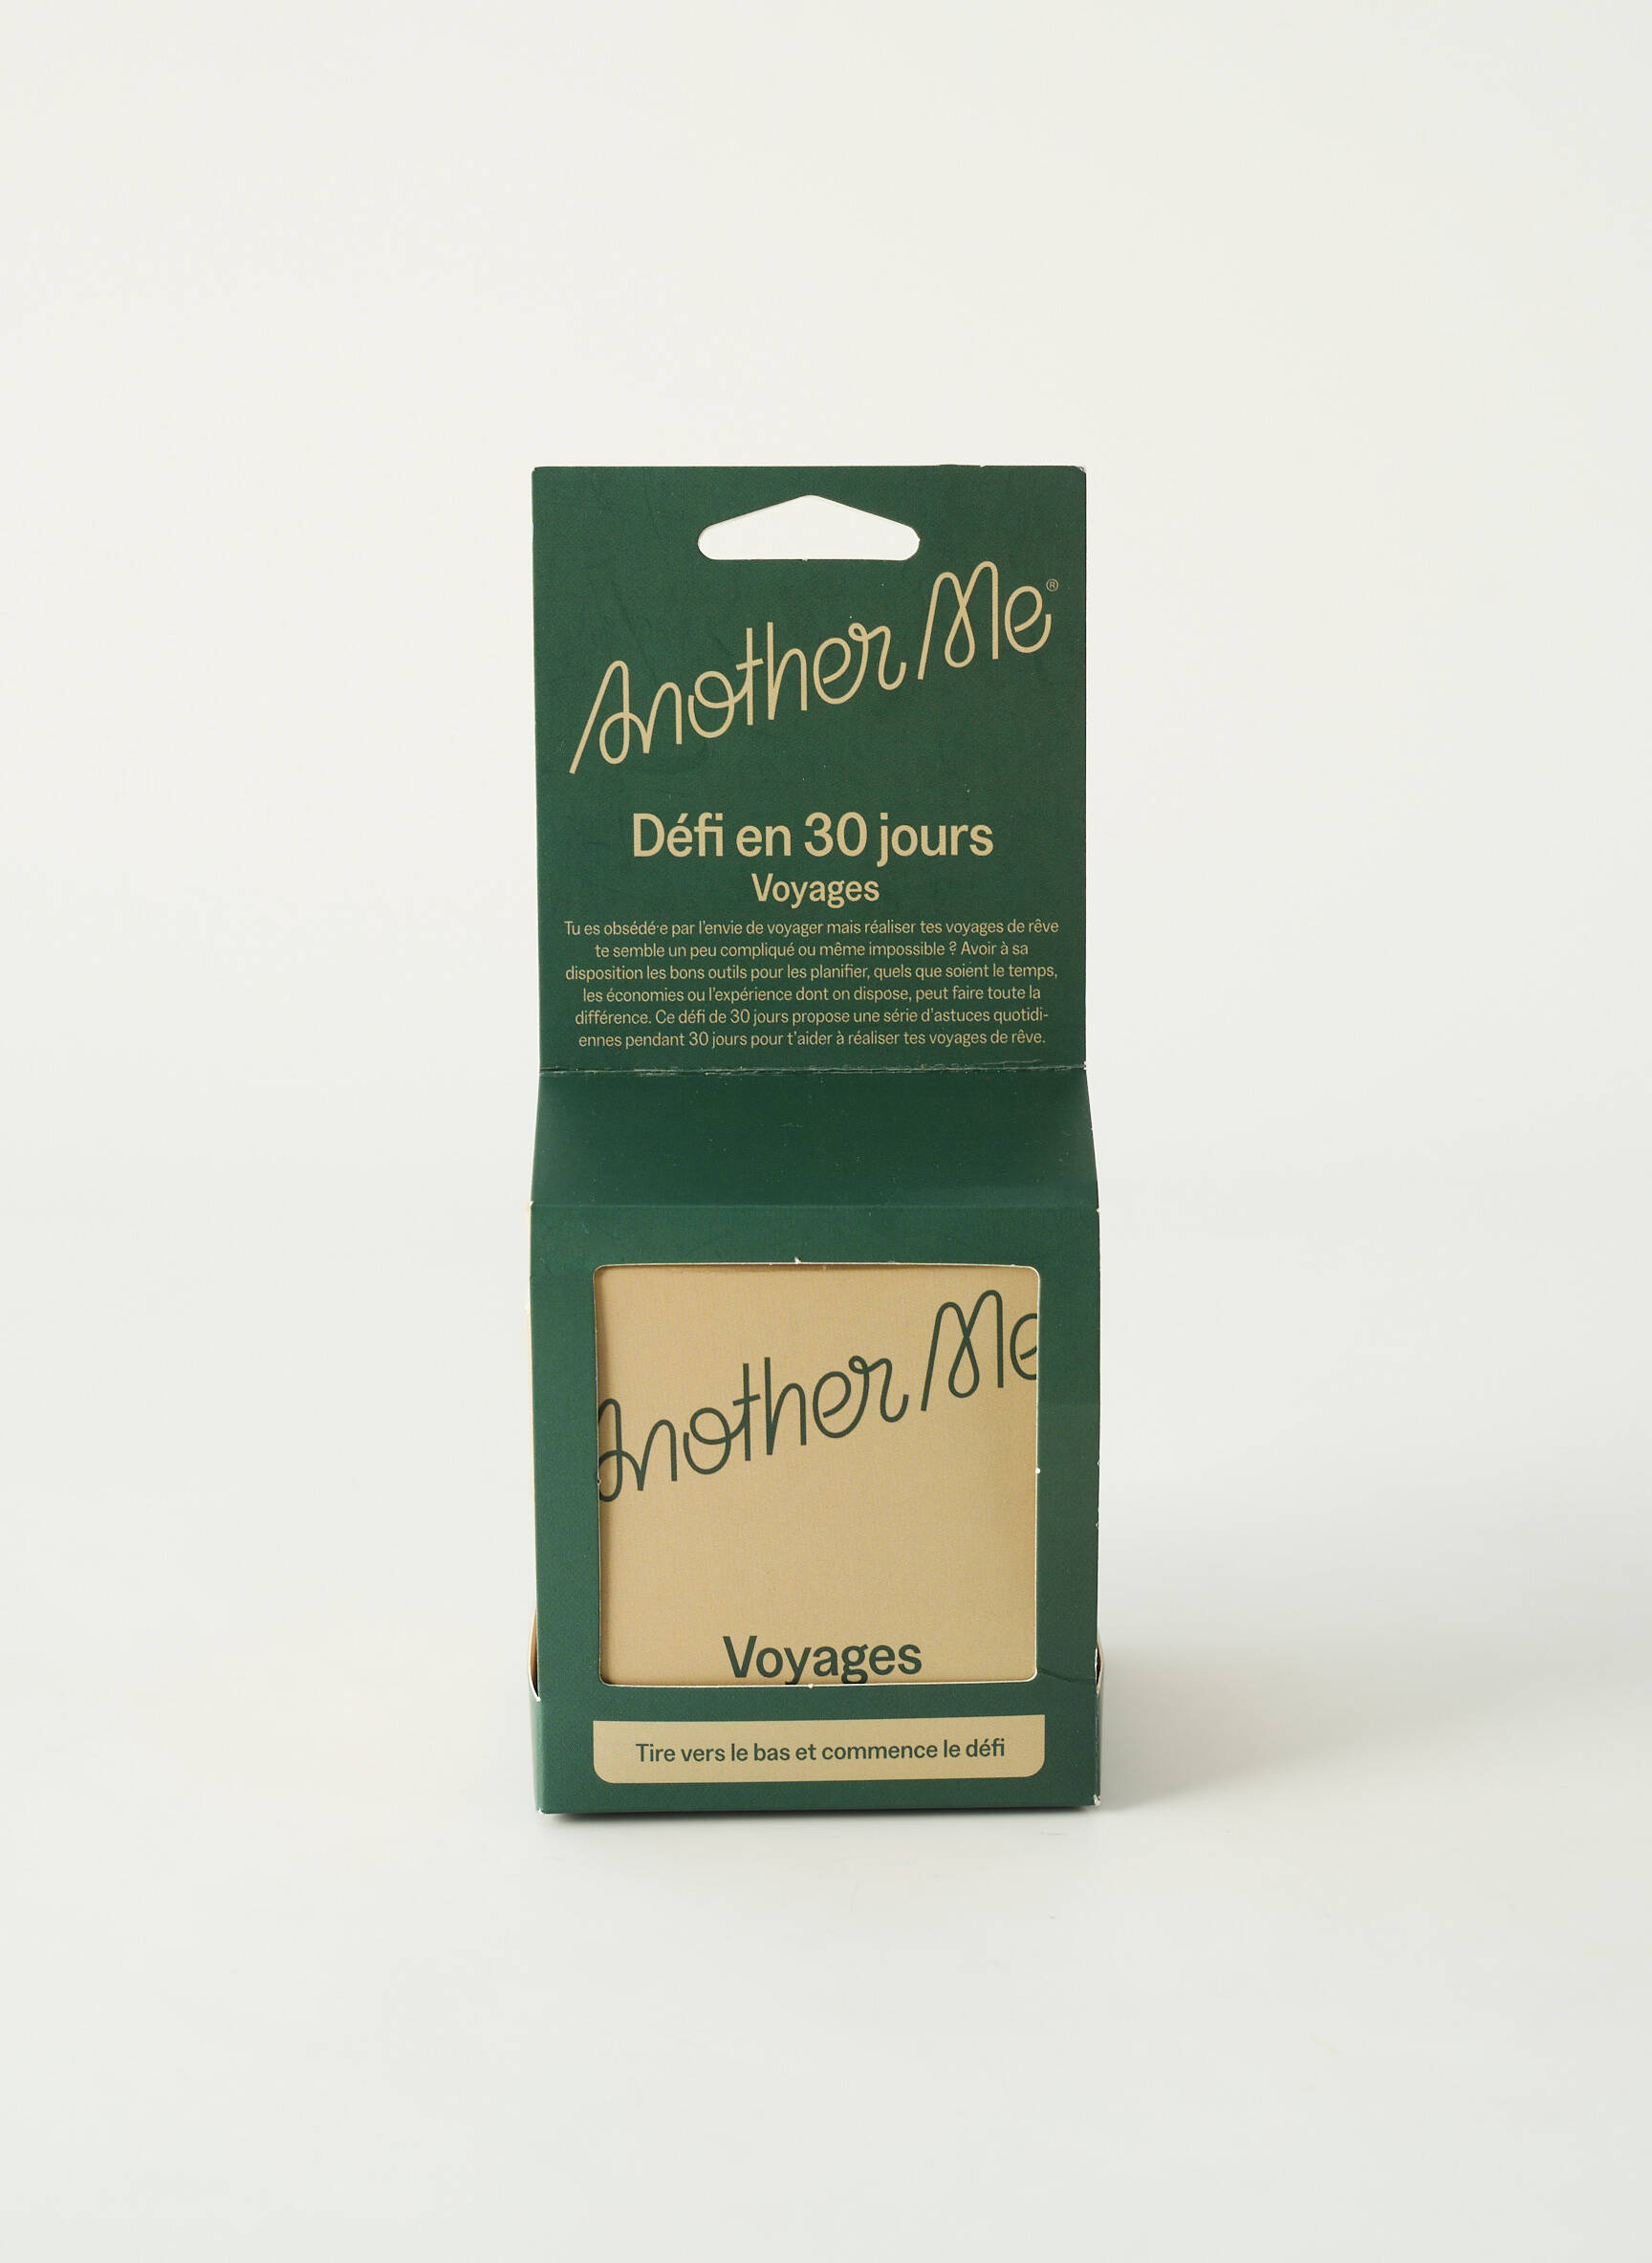 Another Me®
Défi en 30 jours
Voyages
Tu es obsédé·e par l'envie de voyager mais réaliser tes voyages de rêve
te semble un peu compliqué ou même impossible ? Avoir à sa
disposition les bons outils pour les planifier, quels que soient le temps,
les économies ou l'expérience dont on dispose, peut faire toute la
différence. Ce défi de 30 jours propose une série d'astuces quotidi-
ennes pendant 30 jours pour t'aider à réaliser tes voyages de rêve.
Another Me
Voyages
Tire vers le bas et commence le défi